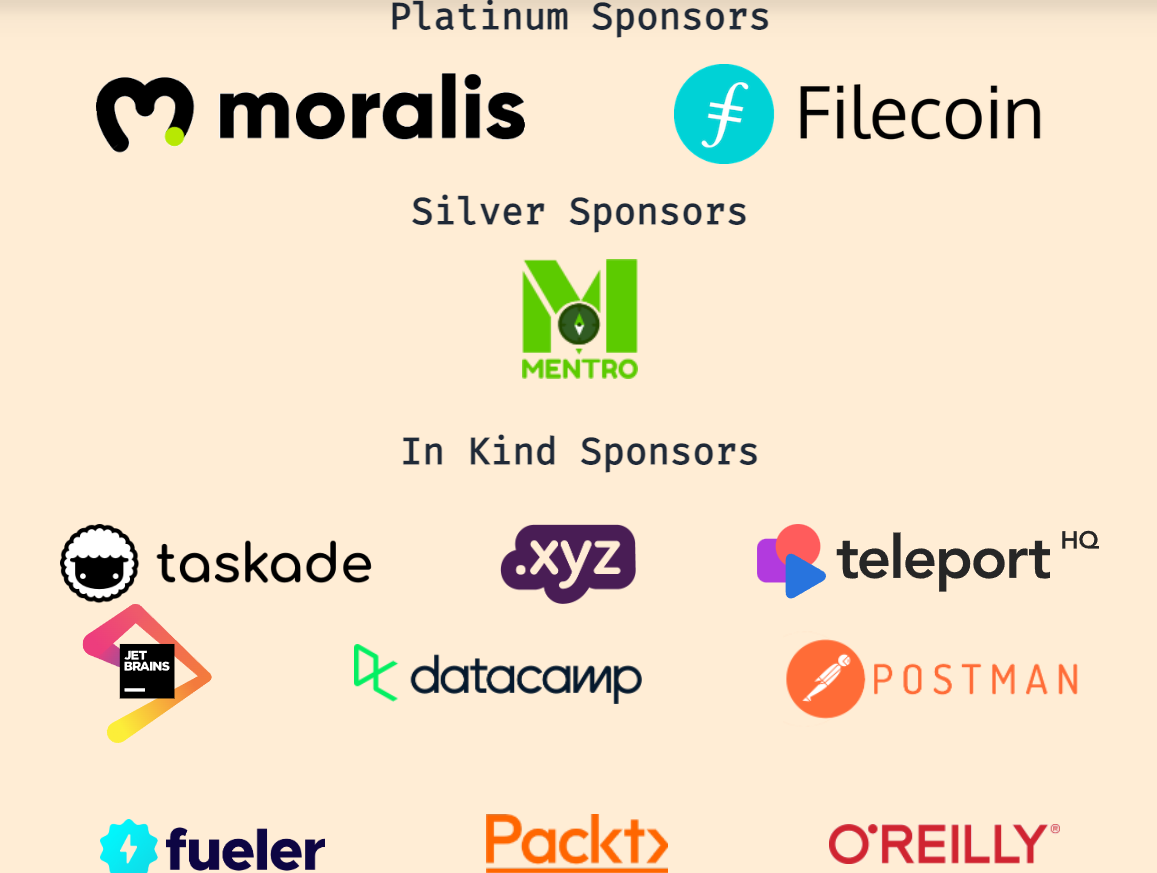 Platinum Sponsors
moralis
Filecoin
Silver Sponsors
MENTRO
In Kind Sponsors
taskade
.xyz
teleport HQ
JET
BRAINS
datacamp
POSTMAN
fueler
Packt>
O'REILLY®